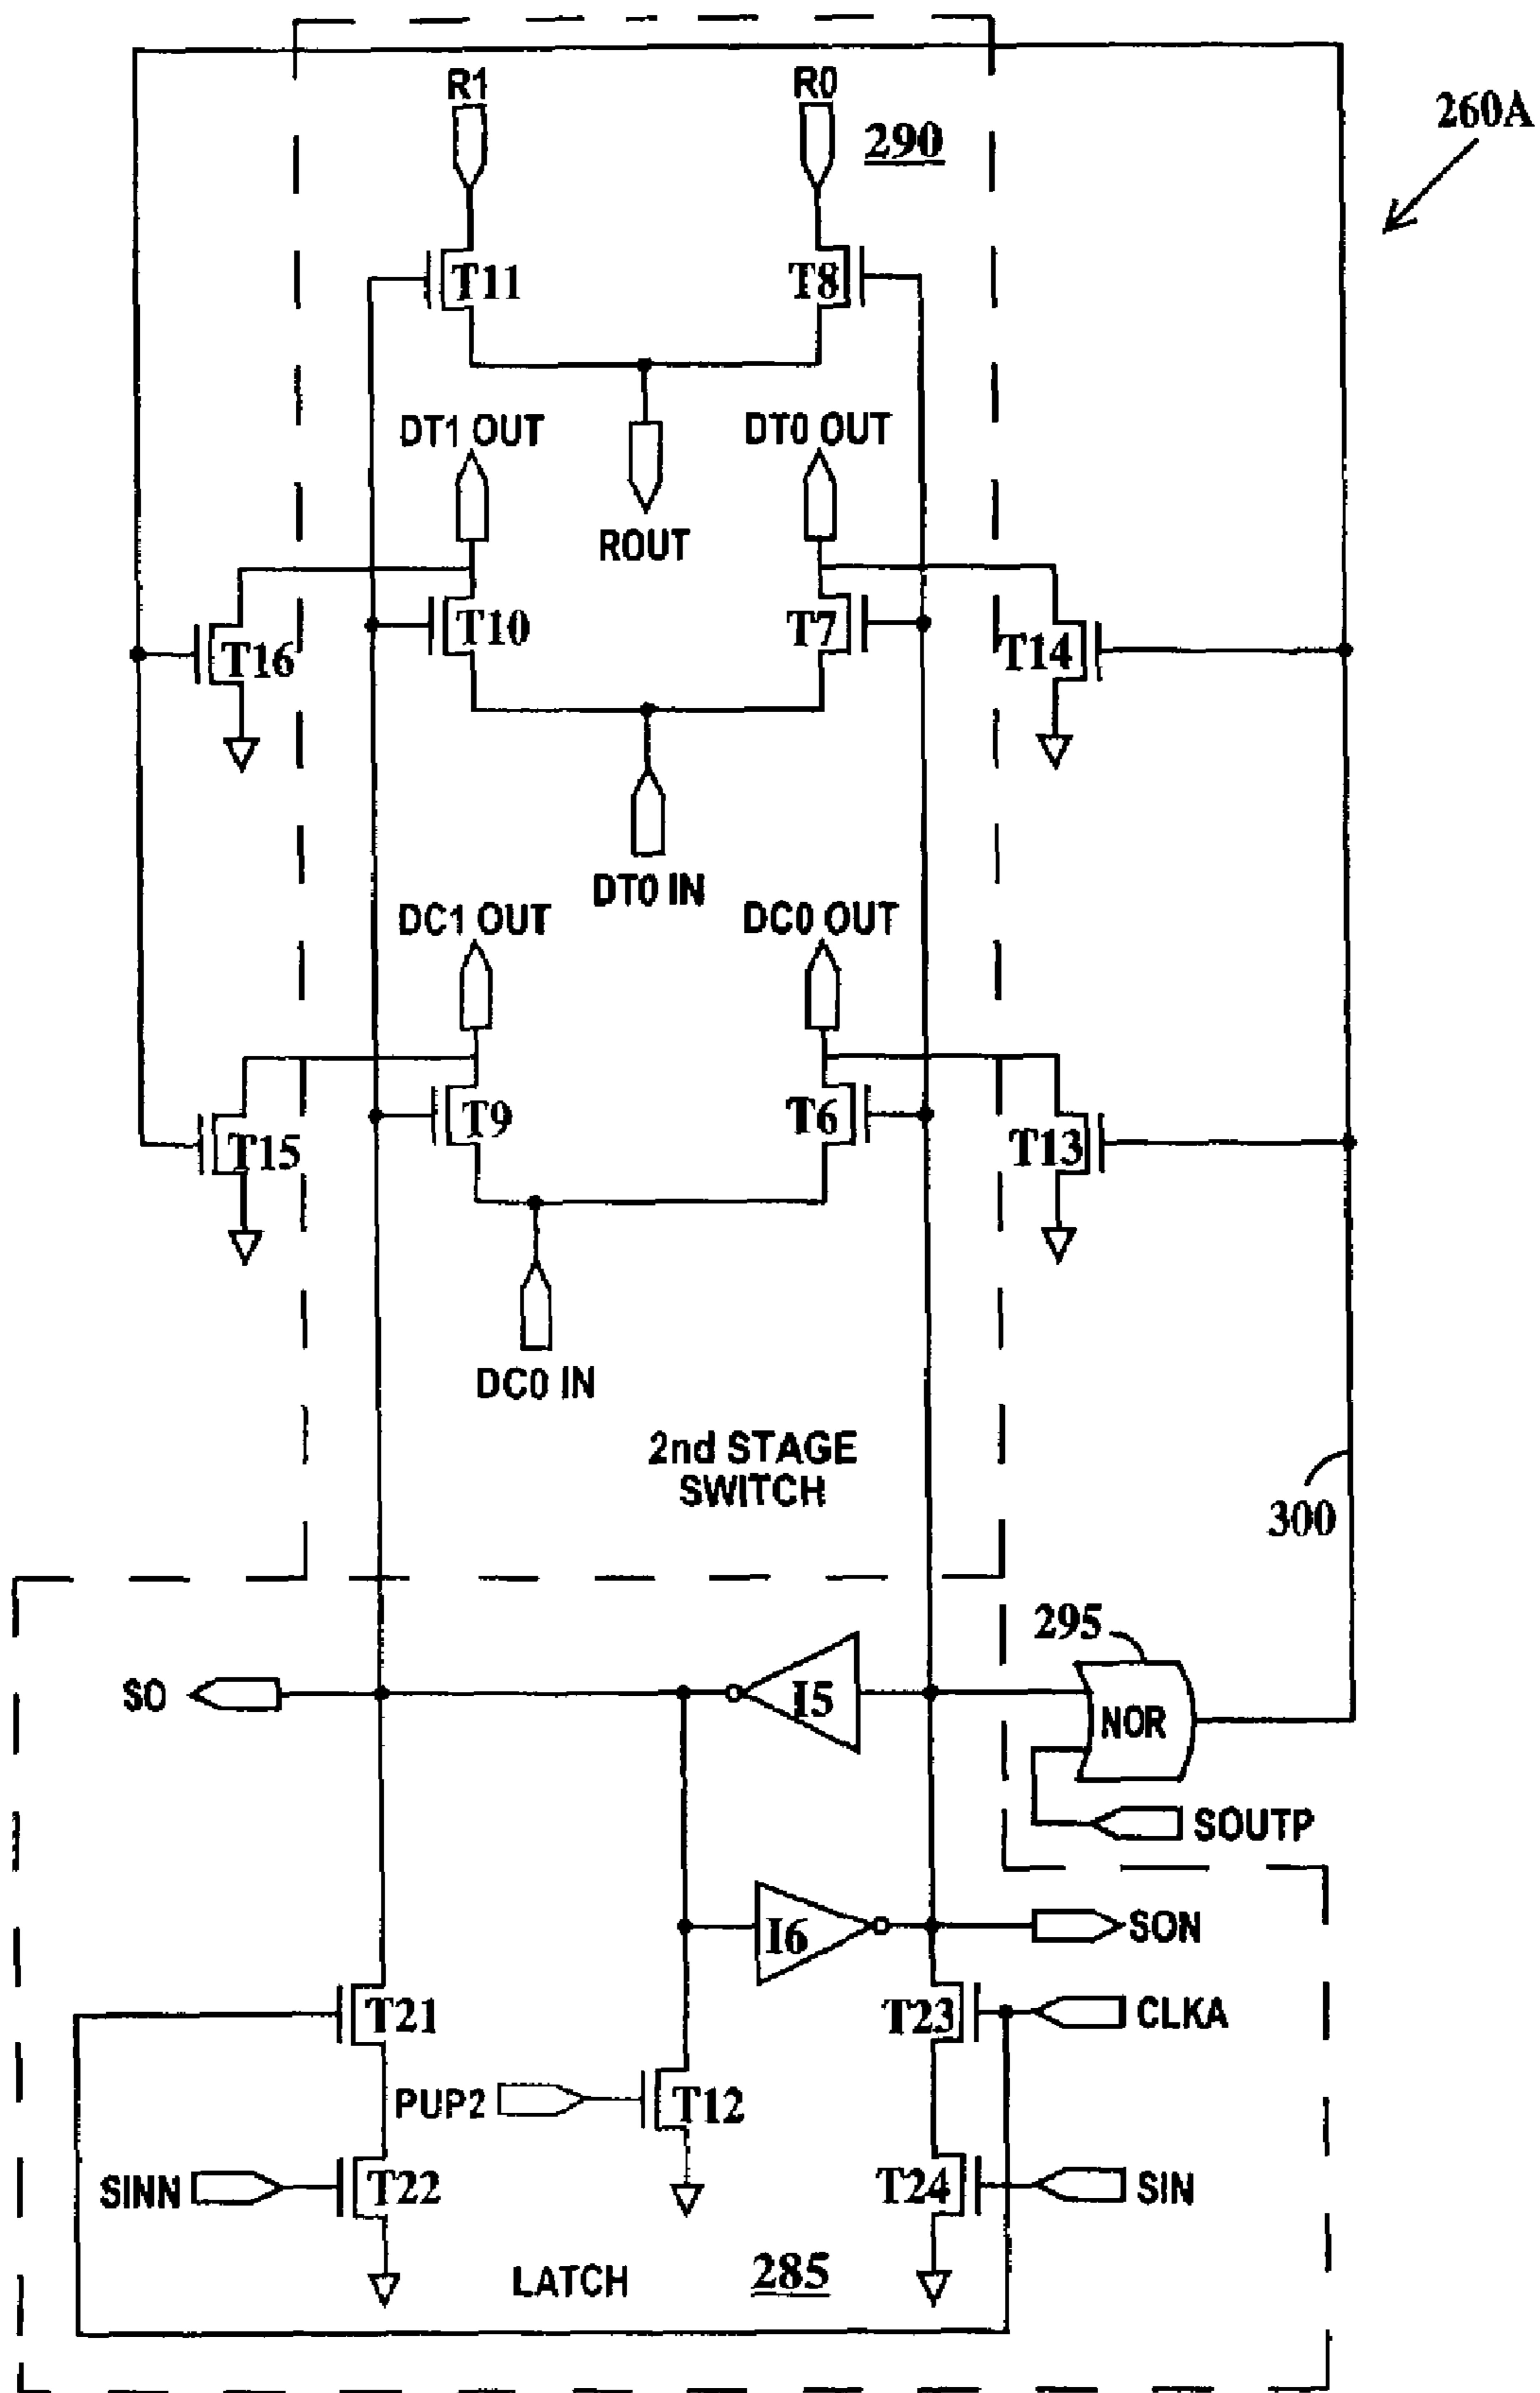 R1
R0
260A
290
T11
T8
DT1 OUT
DT0 OUT
ROUT
T10
T7
T16
T14
DT0 IN
DC1 OUT
DC0 OUT
T9
T6
T15
T13
DC0 IN
2nd STAGE
SWITCH
300
295
SO
I5
NOR
SOUTP
I6
SON
T21
T23
CLKA
PUP2
T12
SINN
T22
T24
SIN
LATCH
285